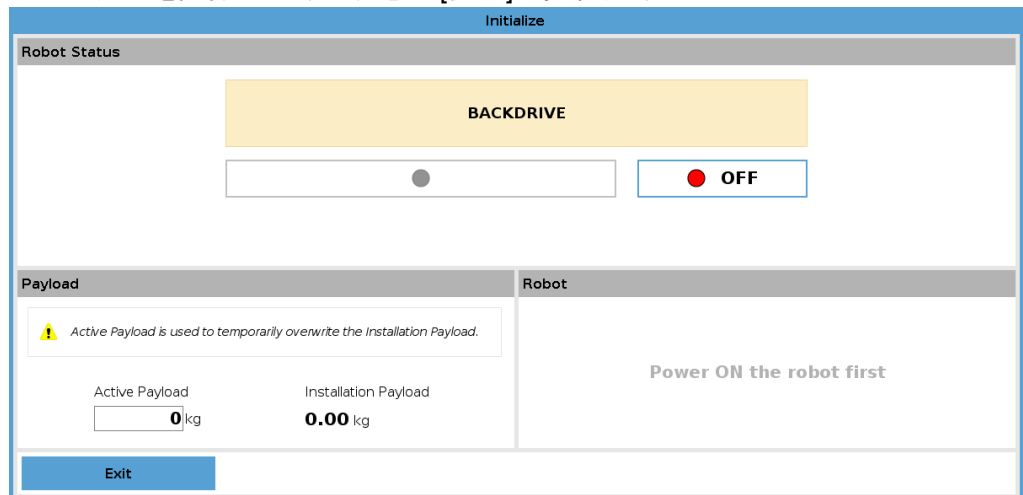 Initialize
Robot Status
BACKDRIVE
OFF
Payload
Robot
Active Payload is used to temporarily overwrite the Installation Payload.
Power ON the robot first
Active Payload
Installation Payload
0 kg
0.00 kg
Exit